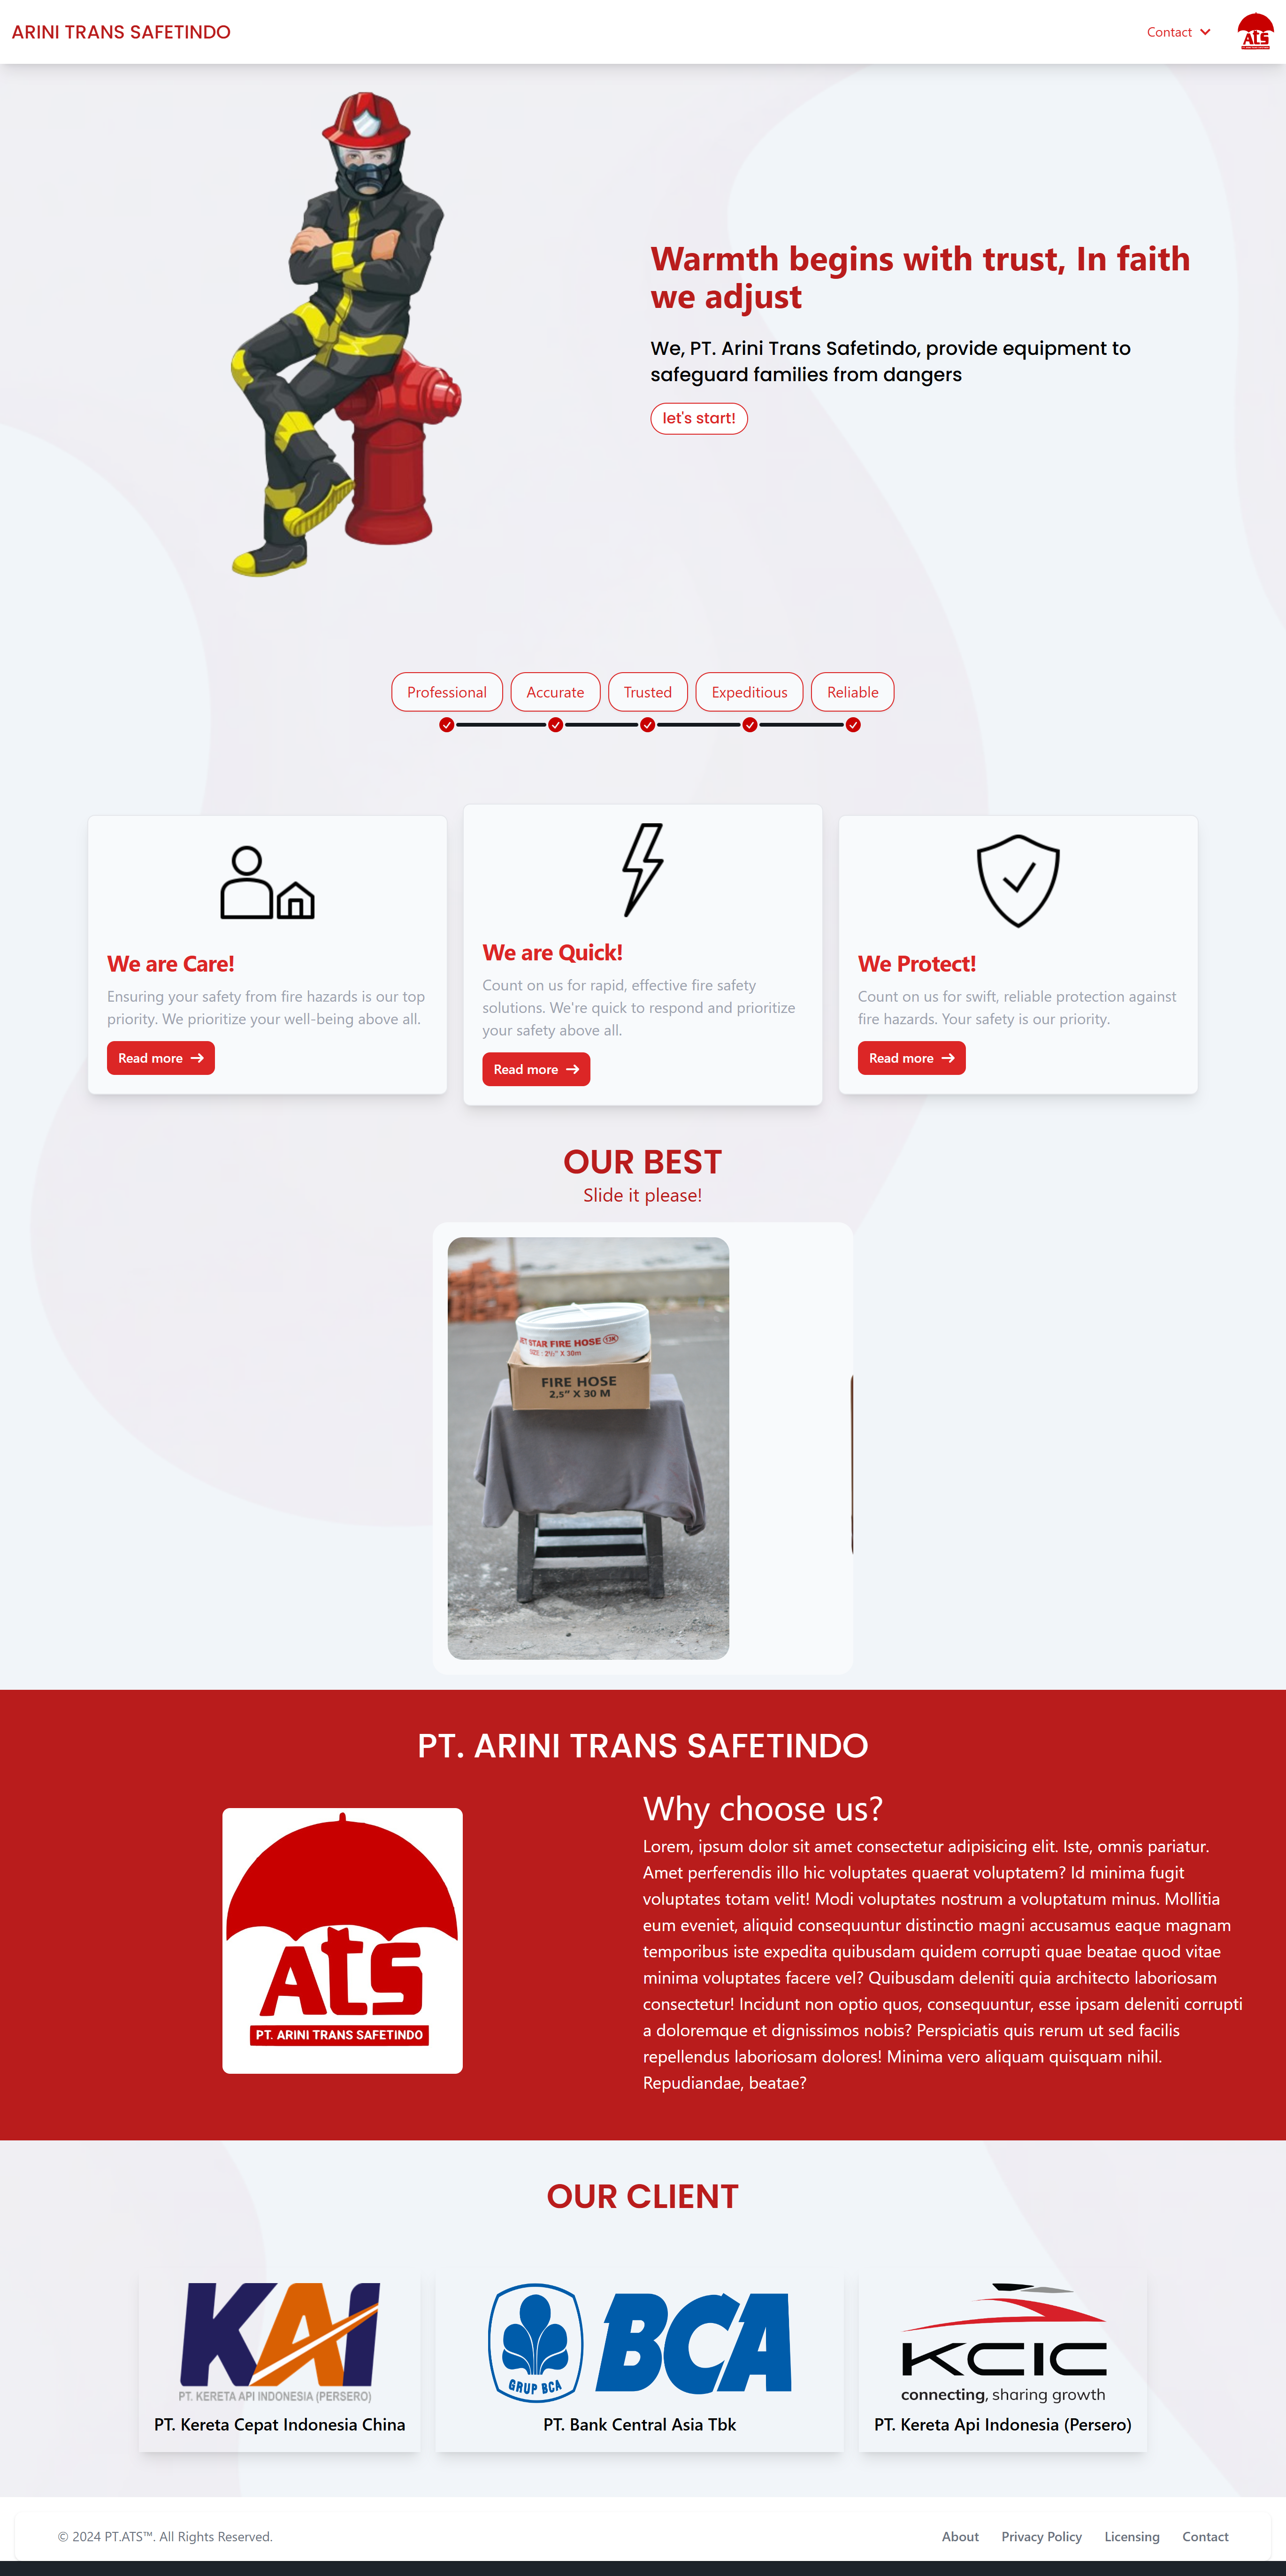 ARINI TRANS SAFETINDO
Contact
Ats
Warmth begins with trust, In faith
we adjust
We, PT. Arini Trans Safetindo, provide equipment to
safeguard families from dangers
let's start!
Professional
Accurate
Trusted
Expeditious
Reliable
We are Care!
Ensuring your safety from fire hazards is our top
priority. We prioritize your well-being above all.
Read more
We are Quick!
Count on us for rapid, effective fire safety
solutions. We're quick to respond and prioritize
your safety above all.
Read more
We Protect!
Count on us for swift, reliable protection against
fire hazards. Your safety is our priority.
Read more
OUR BEST
Slide it please!
JET STAR FIRE HOSE 13K
SIZE : 2½" X 30m
FIRE HOSE
2,5" X 30 M
PT. ARINI TRANS SAFETINDO
Ats
PT. ARINI TRANS SAFETINDO
Why choose us?
Lorem, ipsum dolor sit amet consectetur adipisicing elit. Iste, omnis pariatur.
Amet perferendis illo hic voluptates quaerat voluptatem? Id minima fugit
voluptates totam velit! Modi voluptates nostrum a voluptatum minus. Mollitia
eum eveniet, aliquid consequuntur distinctio magni accusamus eaque magnam
temporibus iste expedita quibusdam quidem corrupti quae beatae quod vitae
minima voluptates facere vel? Quibusdam deleniti quia architecto laboriosam
consectetur! Incidunt non optio quos, consequuntur, esse ipsam deleniti corrupti
a doloremque et dignissimos nobis? Perspiciatis quis rerum ut sed facilis
repellendus laboriosam dolores! Minima vero aliquam quisquam nihil.
Repudiandae, beatae?
OUR CLIENT
KAI
PT. KERETA API INDONESIA (PERSERO)
PT. Kereta Cepat Indonesia China
GRUP BCA
BCA
PT. Bank Central Asia Tbk
KCIC
connecting, sharing growth
PT. Kereta Api Indonesia (Persero)
© 2024 PT.ATS™. All Rights Reserved.
About
Privacy Policy
Licensing
Contact